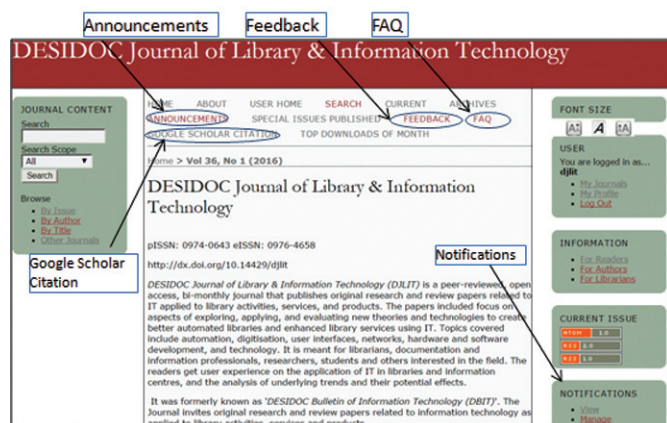 Announcements
Feedback
FAQ
DESIDOC Journal of Library & Information Technology
JOURNAL CONTENT
Search
Search Scope
All
Search
Browse
By Issue
By Author
By Title
Other Journals
Google Scholar
Citation
HOME ABOUT USER HOME SEARCH CURRENT ARCHIVES
ANNOUNCEMENTS SPECIAL ISSUES PUBLISHED FEEDBACK FAQ
GOOGLE SCHOLAR CITATION TOP DOWNLOADS OF MONTH
Home > Vol 36, No 1 (2016)
DESIDOC Journal of Library & Information
Technology
pISSN: 0974-0643 eISSN: 0976-4658
http://dx.doi.org/10.14429/djlit
DESIDOC Journal of Library & Information Technology (DJLIT) is a peer-reviewed, open
access, bi-monthly journal that publishes original research and review papers related to
IT applied to library activities, services, and products. The papers included focus on
aspects of exploring, applying, and evaluating new theories and technologies to create
better automated libraries and enhanced library services using IT. Topics covered
include automation, digitisation, user interfaces, networks, hardware and software
development, and technology. It is meant for librarians, documentation and
information professionals, researchers, students and others interested in the field. The
readers get user experience on the application of IT in libraries and information
centres, and the analysis of underlying trends and their potential effects.
It was formerly known as 'DESIDOC Bulletin of Information Technology (DBIT)'. The
Journal invites original research and review papers related to information technology as
applied to library activities, services and products.
FONT SIZE
A A A
USER
You are logged in as...
djlit
My Journals
My Profile
Log Out
Notifications
INFORMATION
For Readers
For Authors
For Librarians
CURRENT ISSUE
ATOM 1.0
RSS 1.0
RSS 2.0
NOTIFICATIONS
View
Manage